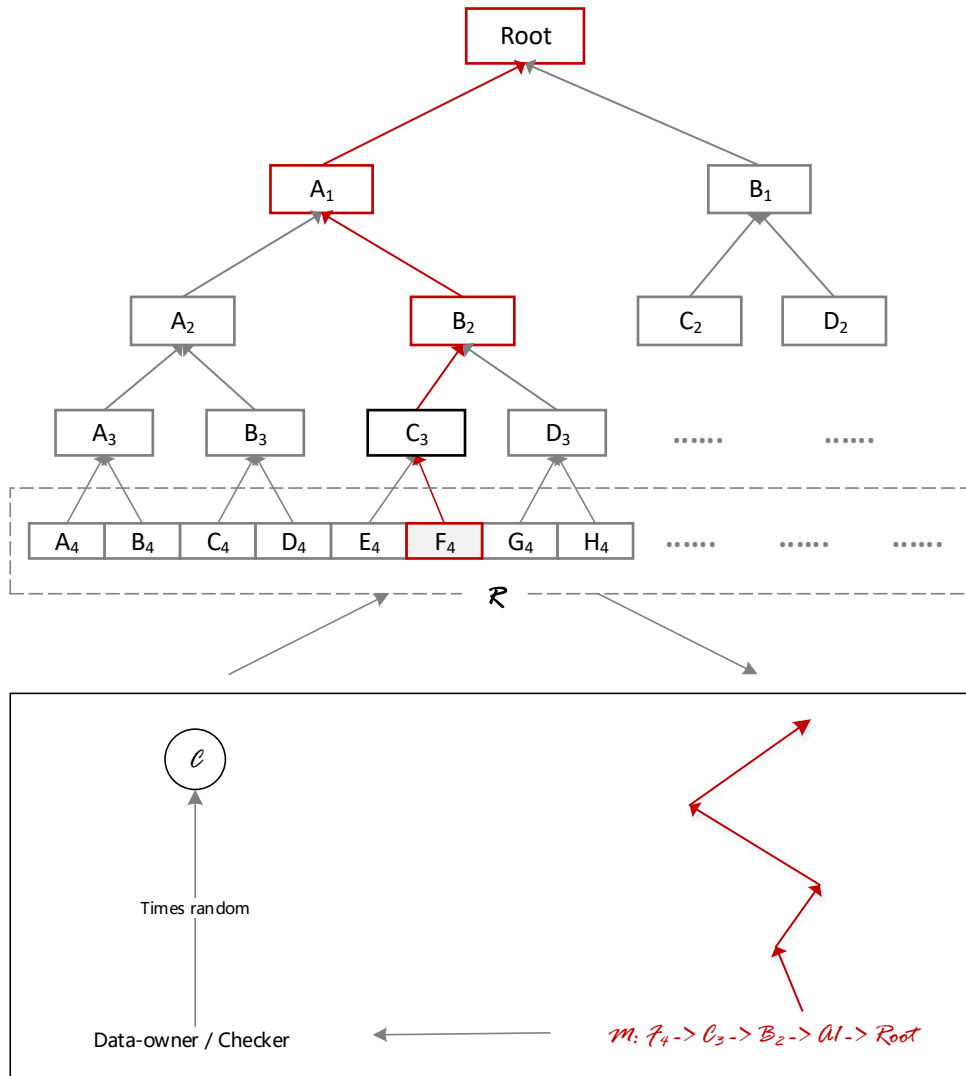 Root
A₁ B₁
A₂ B₂ C₂ D₂
A₃ B₃ C₃ D₃ ...... ......
A₄ B₄ C₄ D₄ E₄ F₄ G₄ H₄ ...... ...... ......
R
C
Times random
Data-owner / Checker
m: F₄-> C₃-> B₂-> A1-> Root